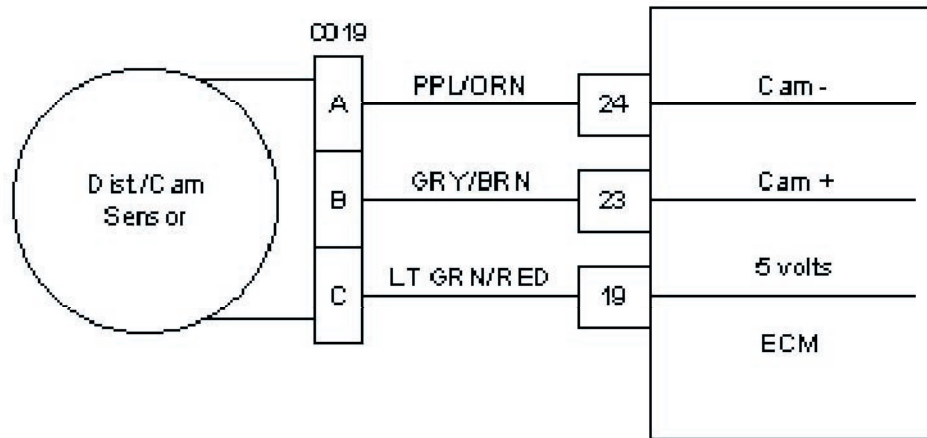 C019
A PPL/ORN 24 Cam -
Dist./Cam
Sensor
B GRY/BRN 23 Cam +
C LT GRN/RED 19 5 volts
ECM